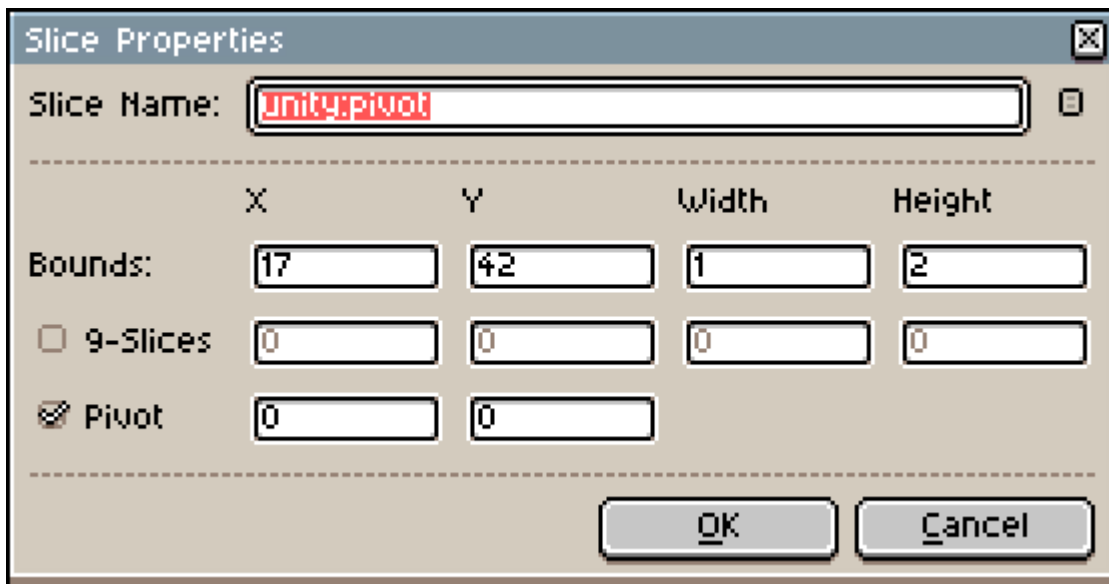 Slice Properties
Slice Name: unity:pivot
X Y Width Height
Bounds: 17 42 1 2
9-Slices 0 0 0 0
Pivot 0 0
OK Cancel